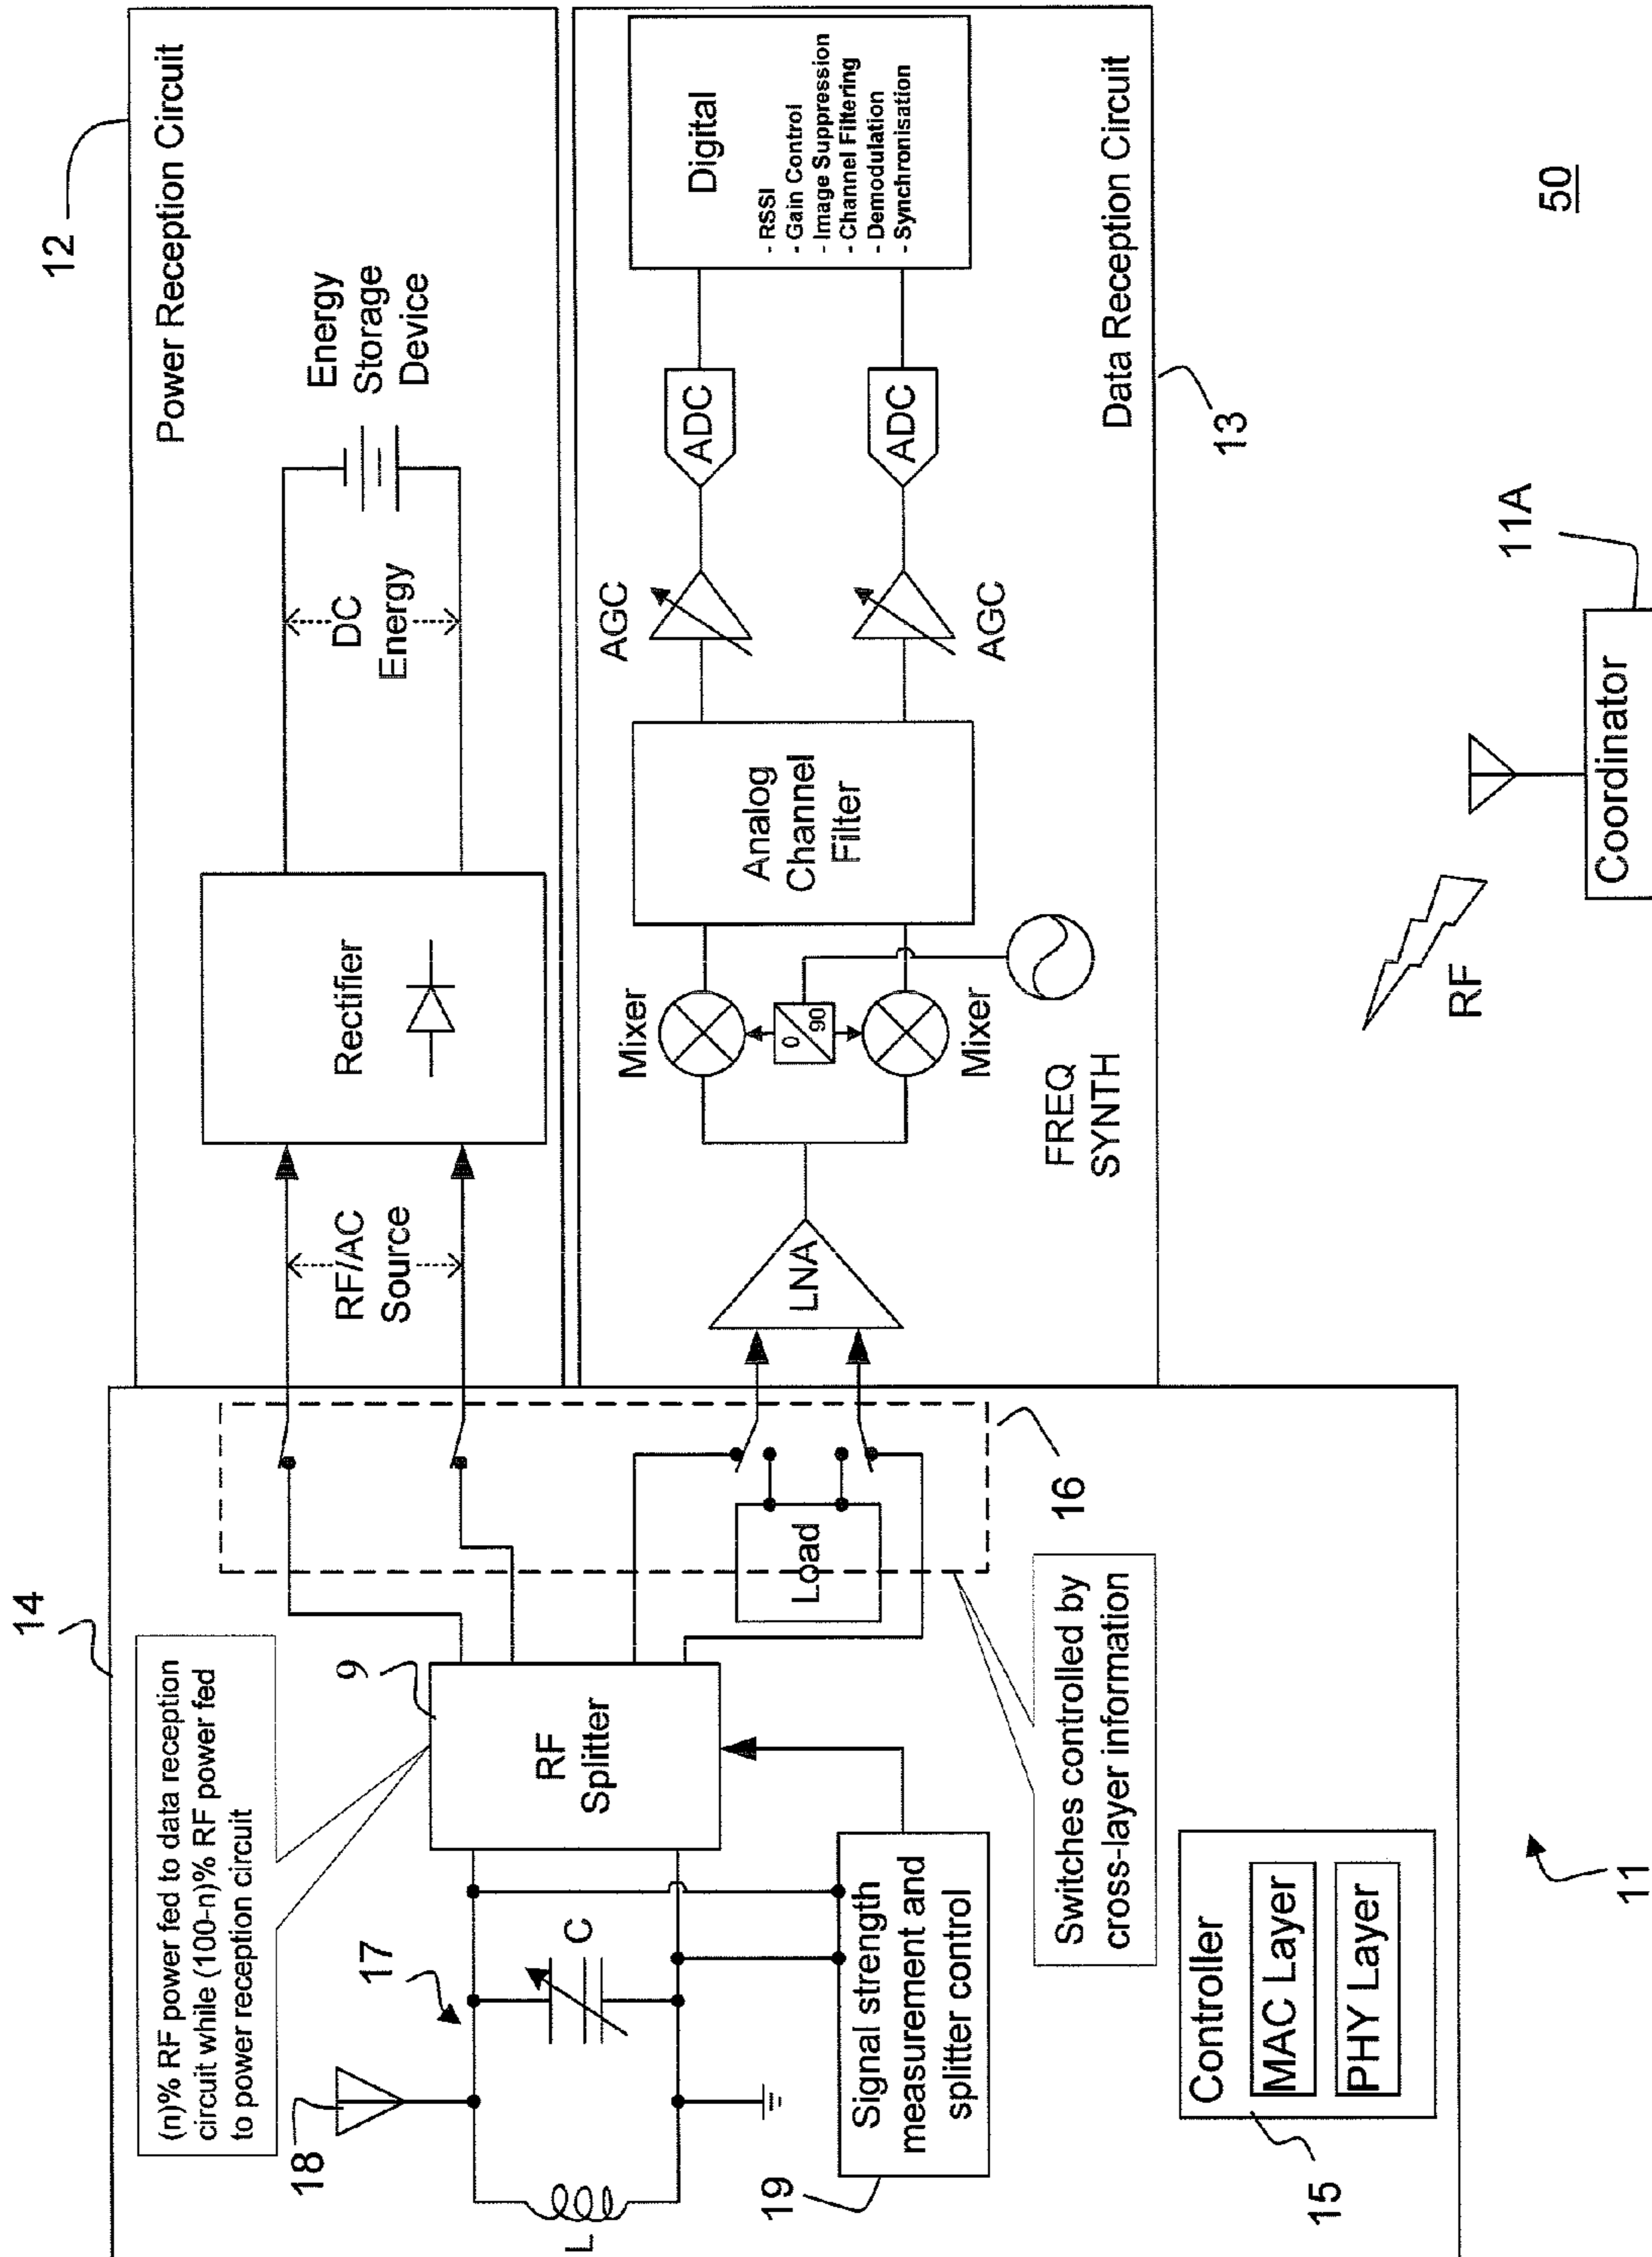 14
(n)% RF power fed to data reception
circuit while (100-n)% RF power fed
to power reception circuit
18
17
L
C
9
RF
Splitter
19
Signal strength
measurement and
splitter control
Load
16
Switches controlled by
cross-layer information
Controller
MAC Layer
PHY Layer
15
11
12
Power Reception Circuit
RF/AC
Source
Rectifier
DC
Energy
Energy
Storage
Device
LNA
Mixer
0
90
Mixer
FREQ
SYNTH
Analog
Channel
Filter
AGC
AGC
ADC
ADC
Digital
- RSSI
- Gain Control
- Image Suppression
- Channel Filtering
- Demodulation
- Synchronisation
Data Reception Circuit
13
RF
11A
Coordinator
50